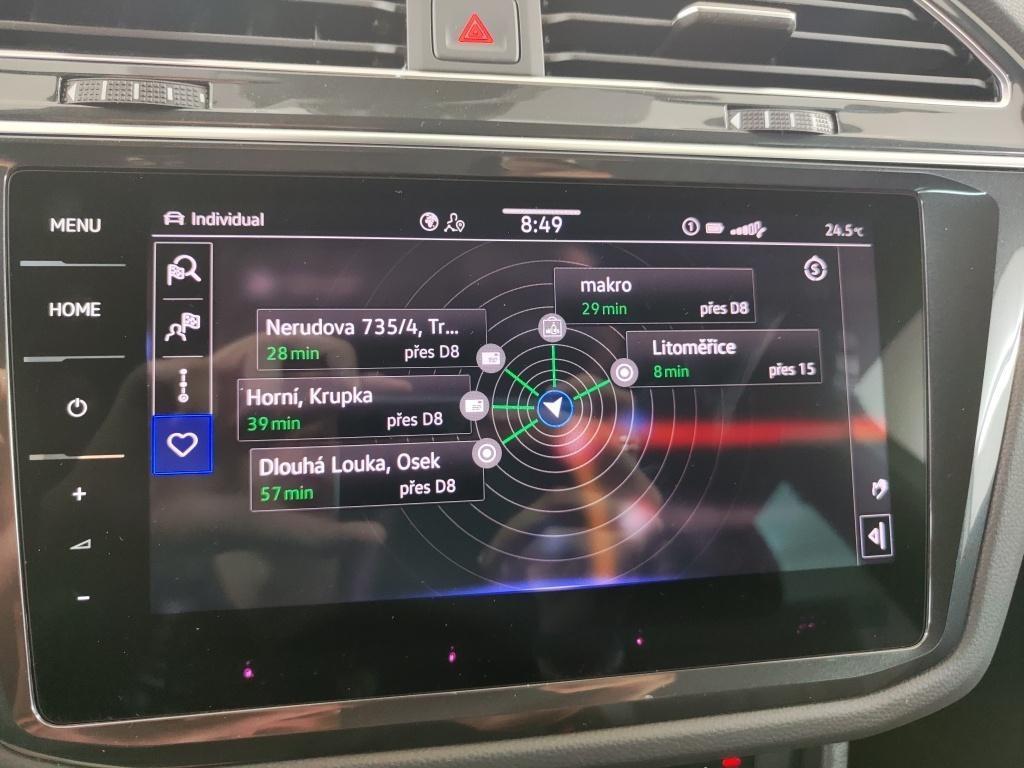 MENU
HOME
Individual
8:49
1
24.5°C
S
makro
29 min přes D8
Nerudova 735/4, Tr...
28 min přes D8
Litoměřice
8 min přes 15
Horní, Krupka
39 min přes D8
Dlouhá Louka, Osek
57 min přes D8
+
-